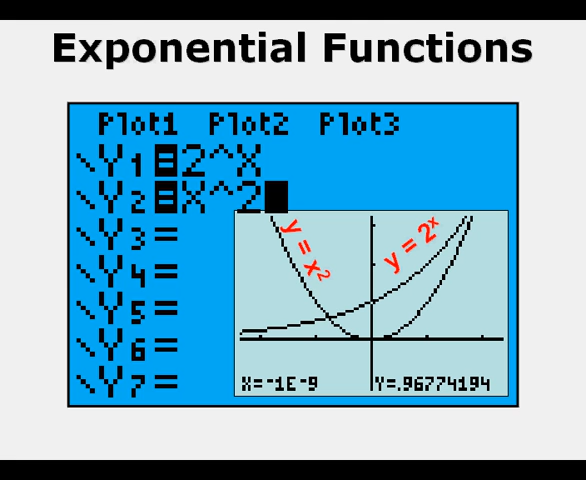 Exponential Functions
Plot1 Plot2 Plot3
\Y1=2^X
\Y2=X^2
\Y3=
\Y4=
\Y5=
\Y6=
\Y7=
y = x²
y = 2ˣ
X=-1E-9 Y=.96774194